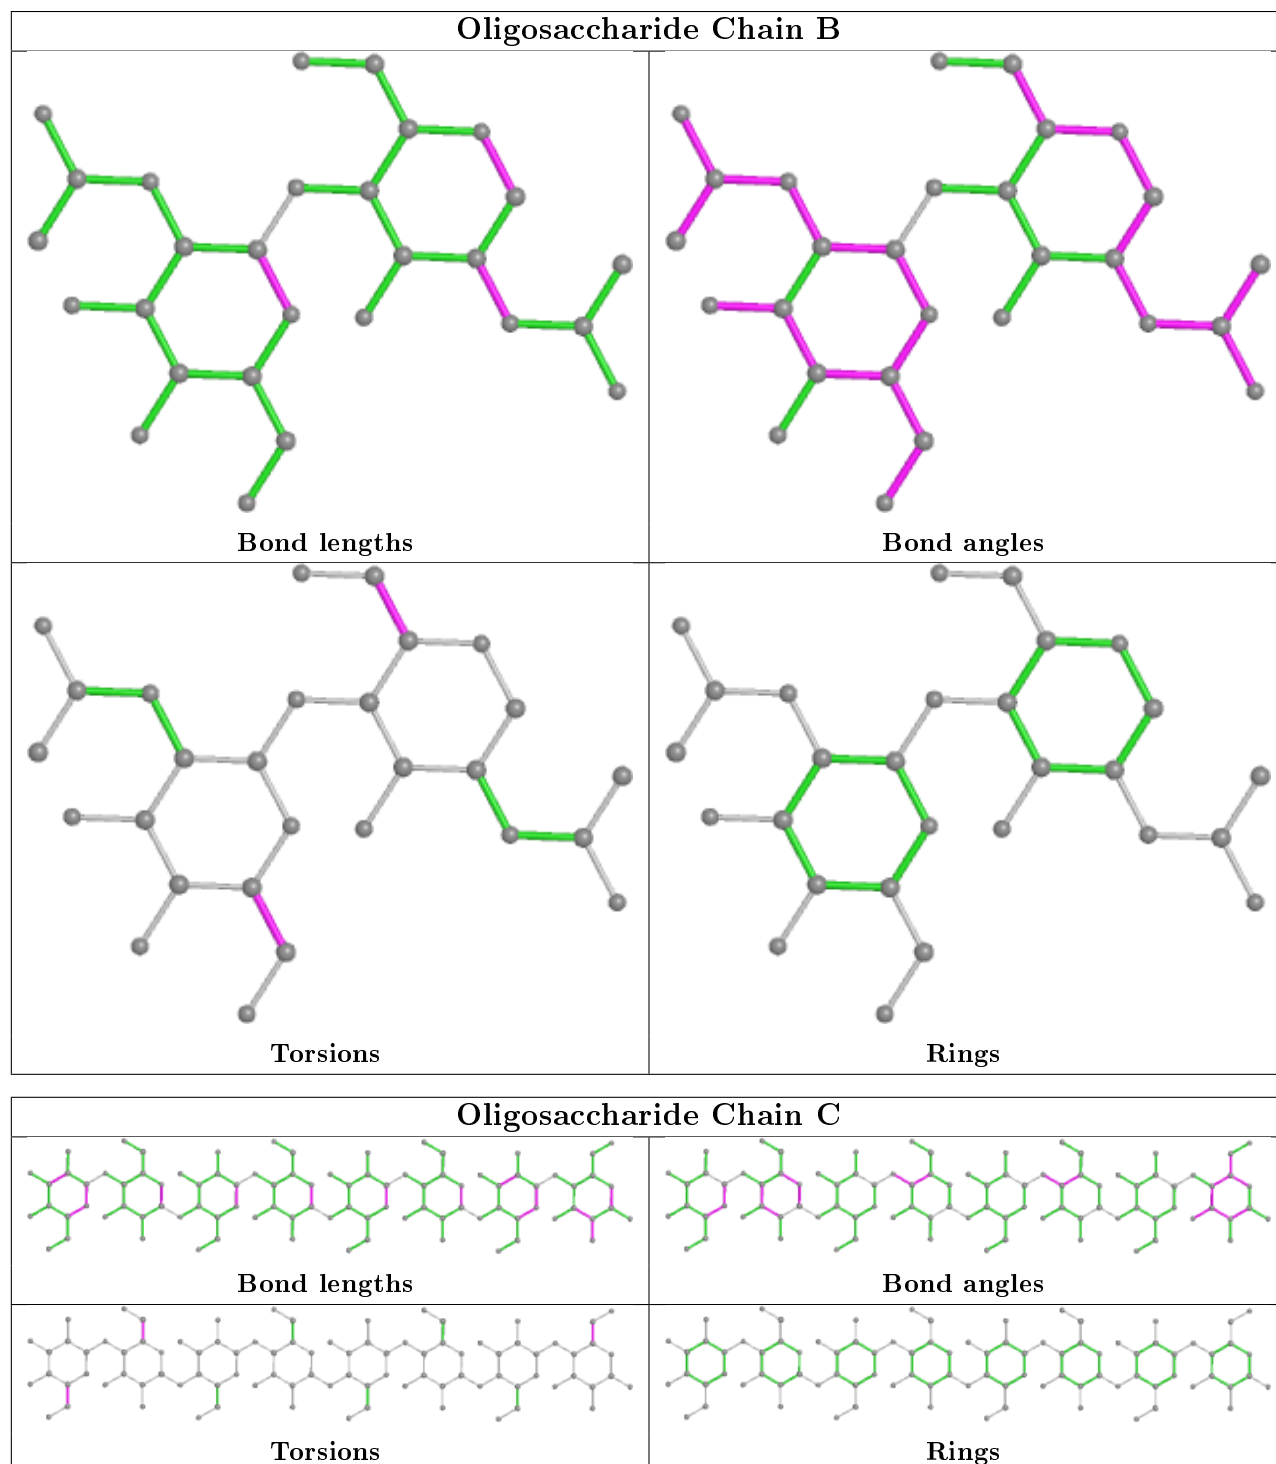 Oligosaccharide Chain B
Bond lengths
Bond angles
Torsions
Rings
Oligosaccharide Chain C
Bond lengths
Bond angles
Torsions
Rings